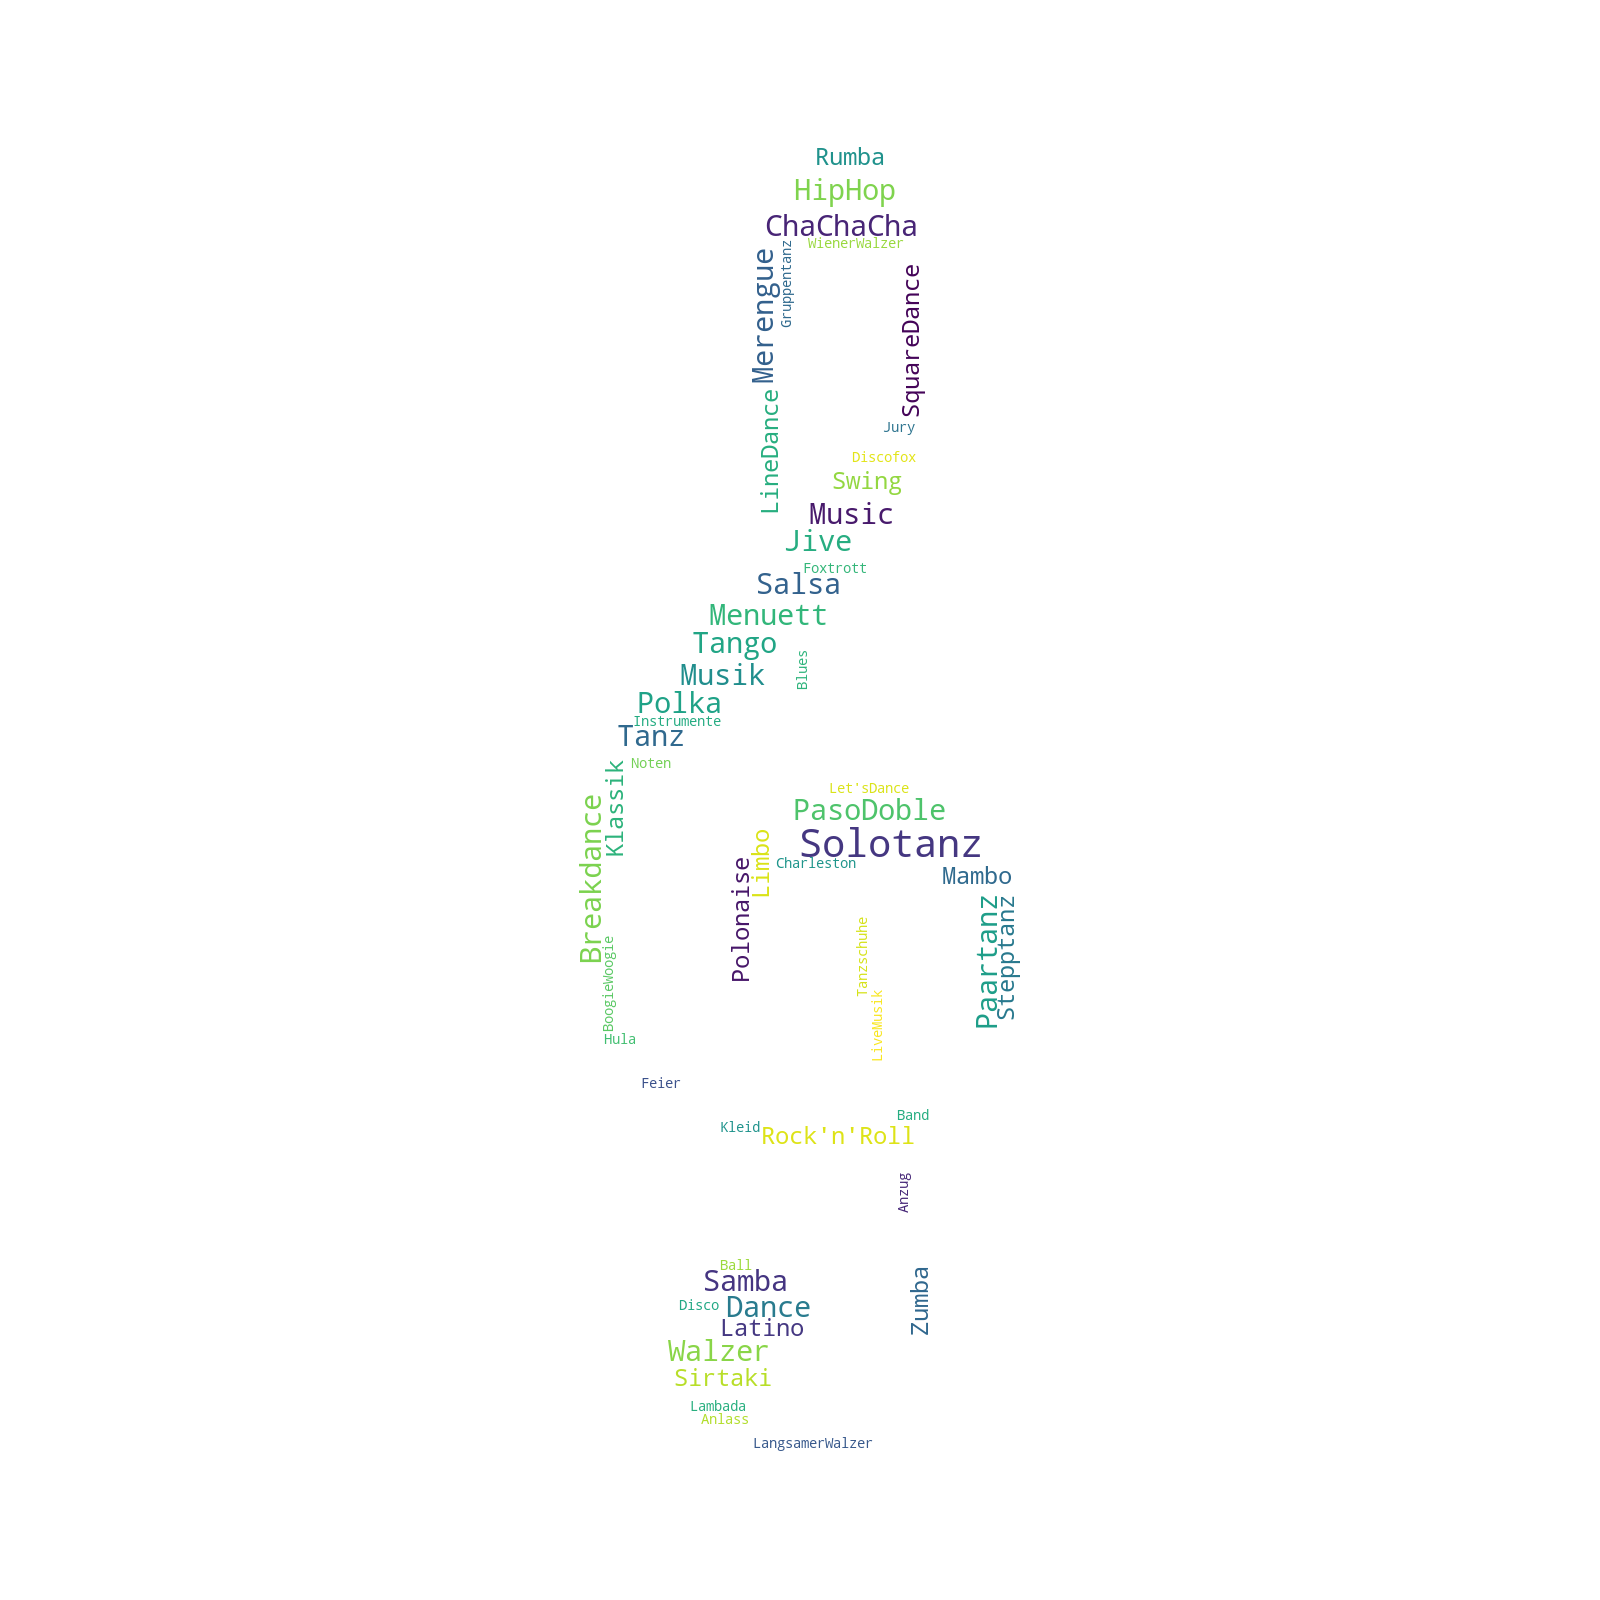 Rumba
HipHop
ChaChaCha
WienerWalzer
Gruppentanz
Merengue
SquareDance
LineDance
Jury
Discofox
Swing
Music
Jive
Foxtrott
Salsa
Menuett
Tango
Blues
Musik
Polka
Instrumente
Tanz
Noten
Klassik
Let'sDance
Breakdance
PasoDoble
Solotanz
Limbo
Charleston
Polonaise
Mambo
Paartanz
Stepptanz
Tanzschuhe
BoogieWoogie
LiveMusik
Hula
Feier
Band
Kleid
Rock'n'Roll
Anzug
Ball
Samba
Zumba
Disco
Dance
Latino
Walzer
Sirtaki
Lambada
Anlass
LangsamerWalzer